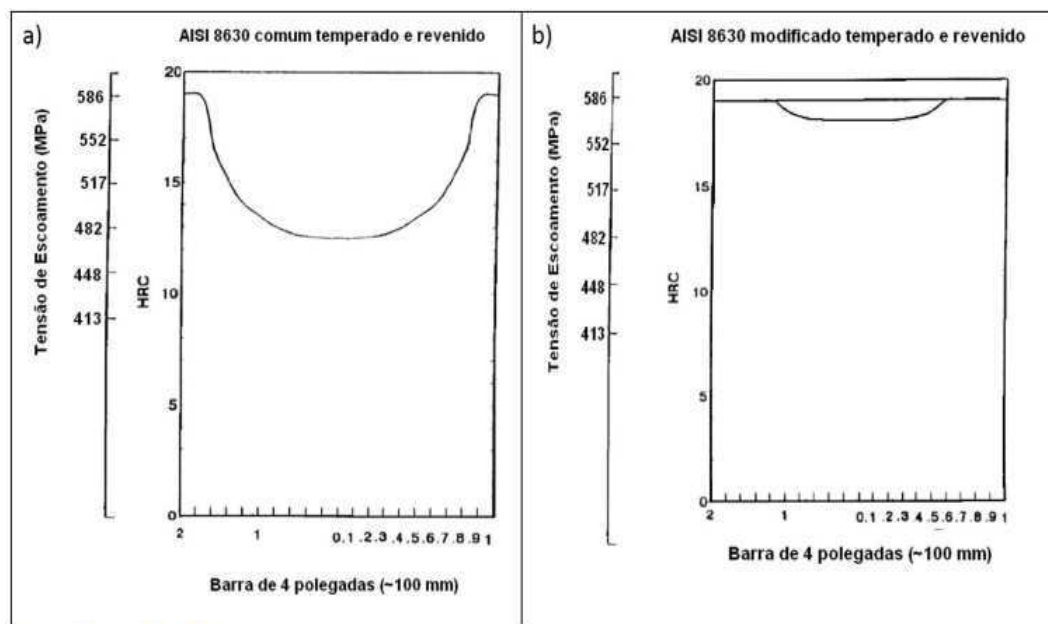 a)
AISI 8630 comum temperado e revenido
Tensão de Escoamento (MPa)
586
552
517
482
448
413
HRC
20
15
10
5
0
2 1 0.1 .2 .3 .4 .5 .6 .7 .8 .9 1
Barra de 4 polegadas (~100 mm)
b)
AISI 8630 modificado temperado e revenido
Tensão de Escoamento (MPa)
586
552
517
482
448
413
HRC
20
15
10
5
0
2 1 0.1 .2 .3 .4 .5 .6 .7 .8 .9 1
Barra de 4 polegadas (~100 mm)